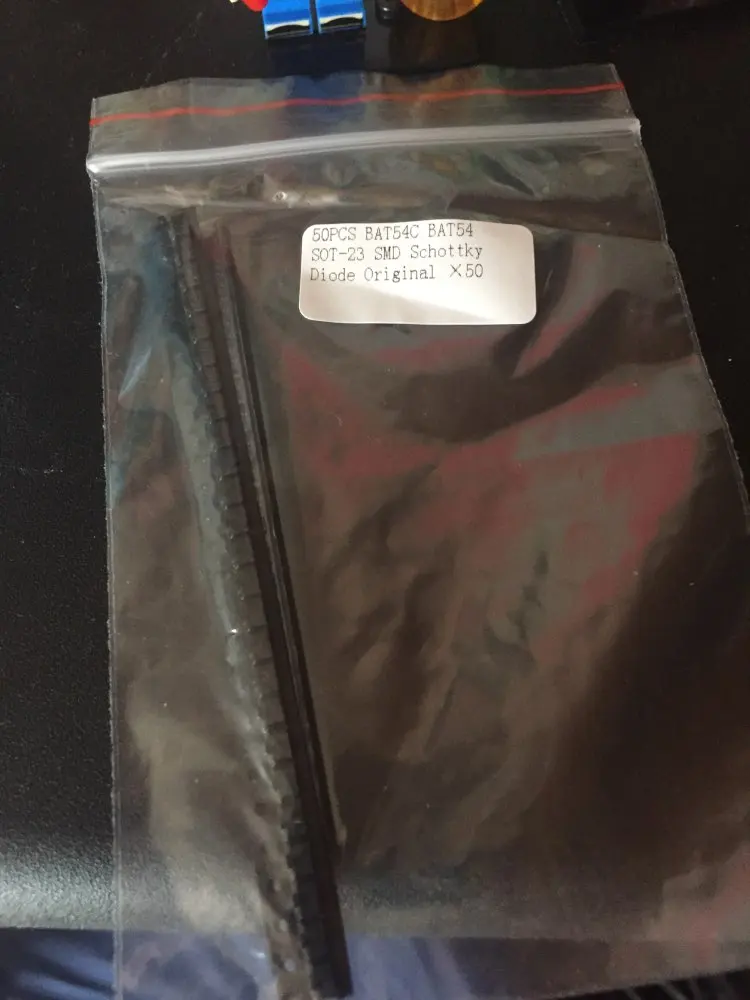 50PCS BAT54C BAT54
SOT-23 SMD Schottky
Diode Original ×50